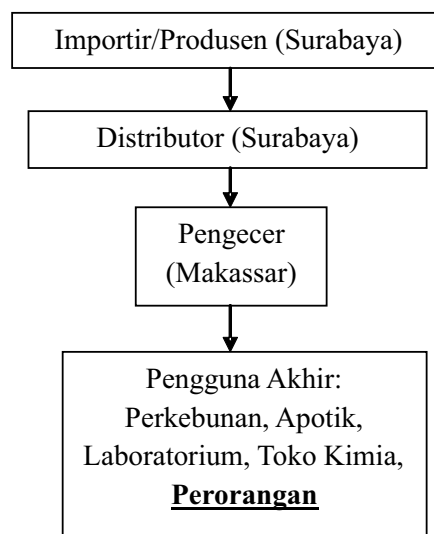 Importir/Produsen (Surabaya)
Distributor (Surabaya)
Pengecer
(Makassar)
Pengguna Akhir:
Perkebunan, Apotik,
Laboratorium, Toko Kimia,
Perorangan